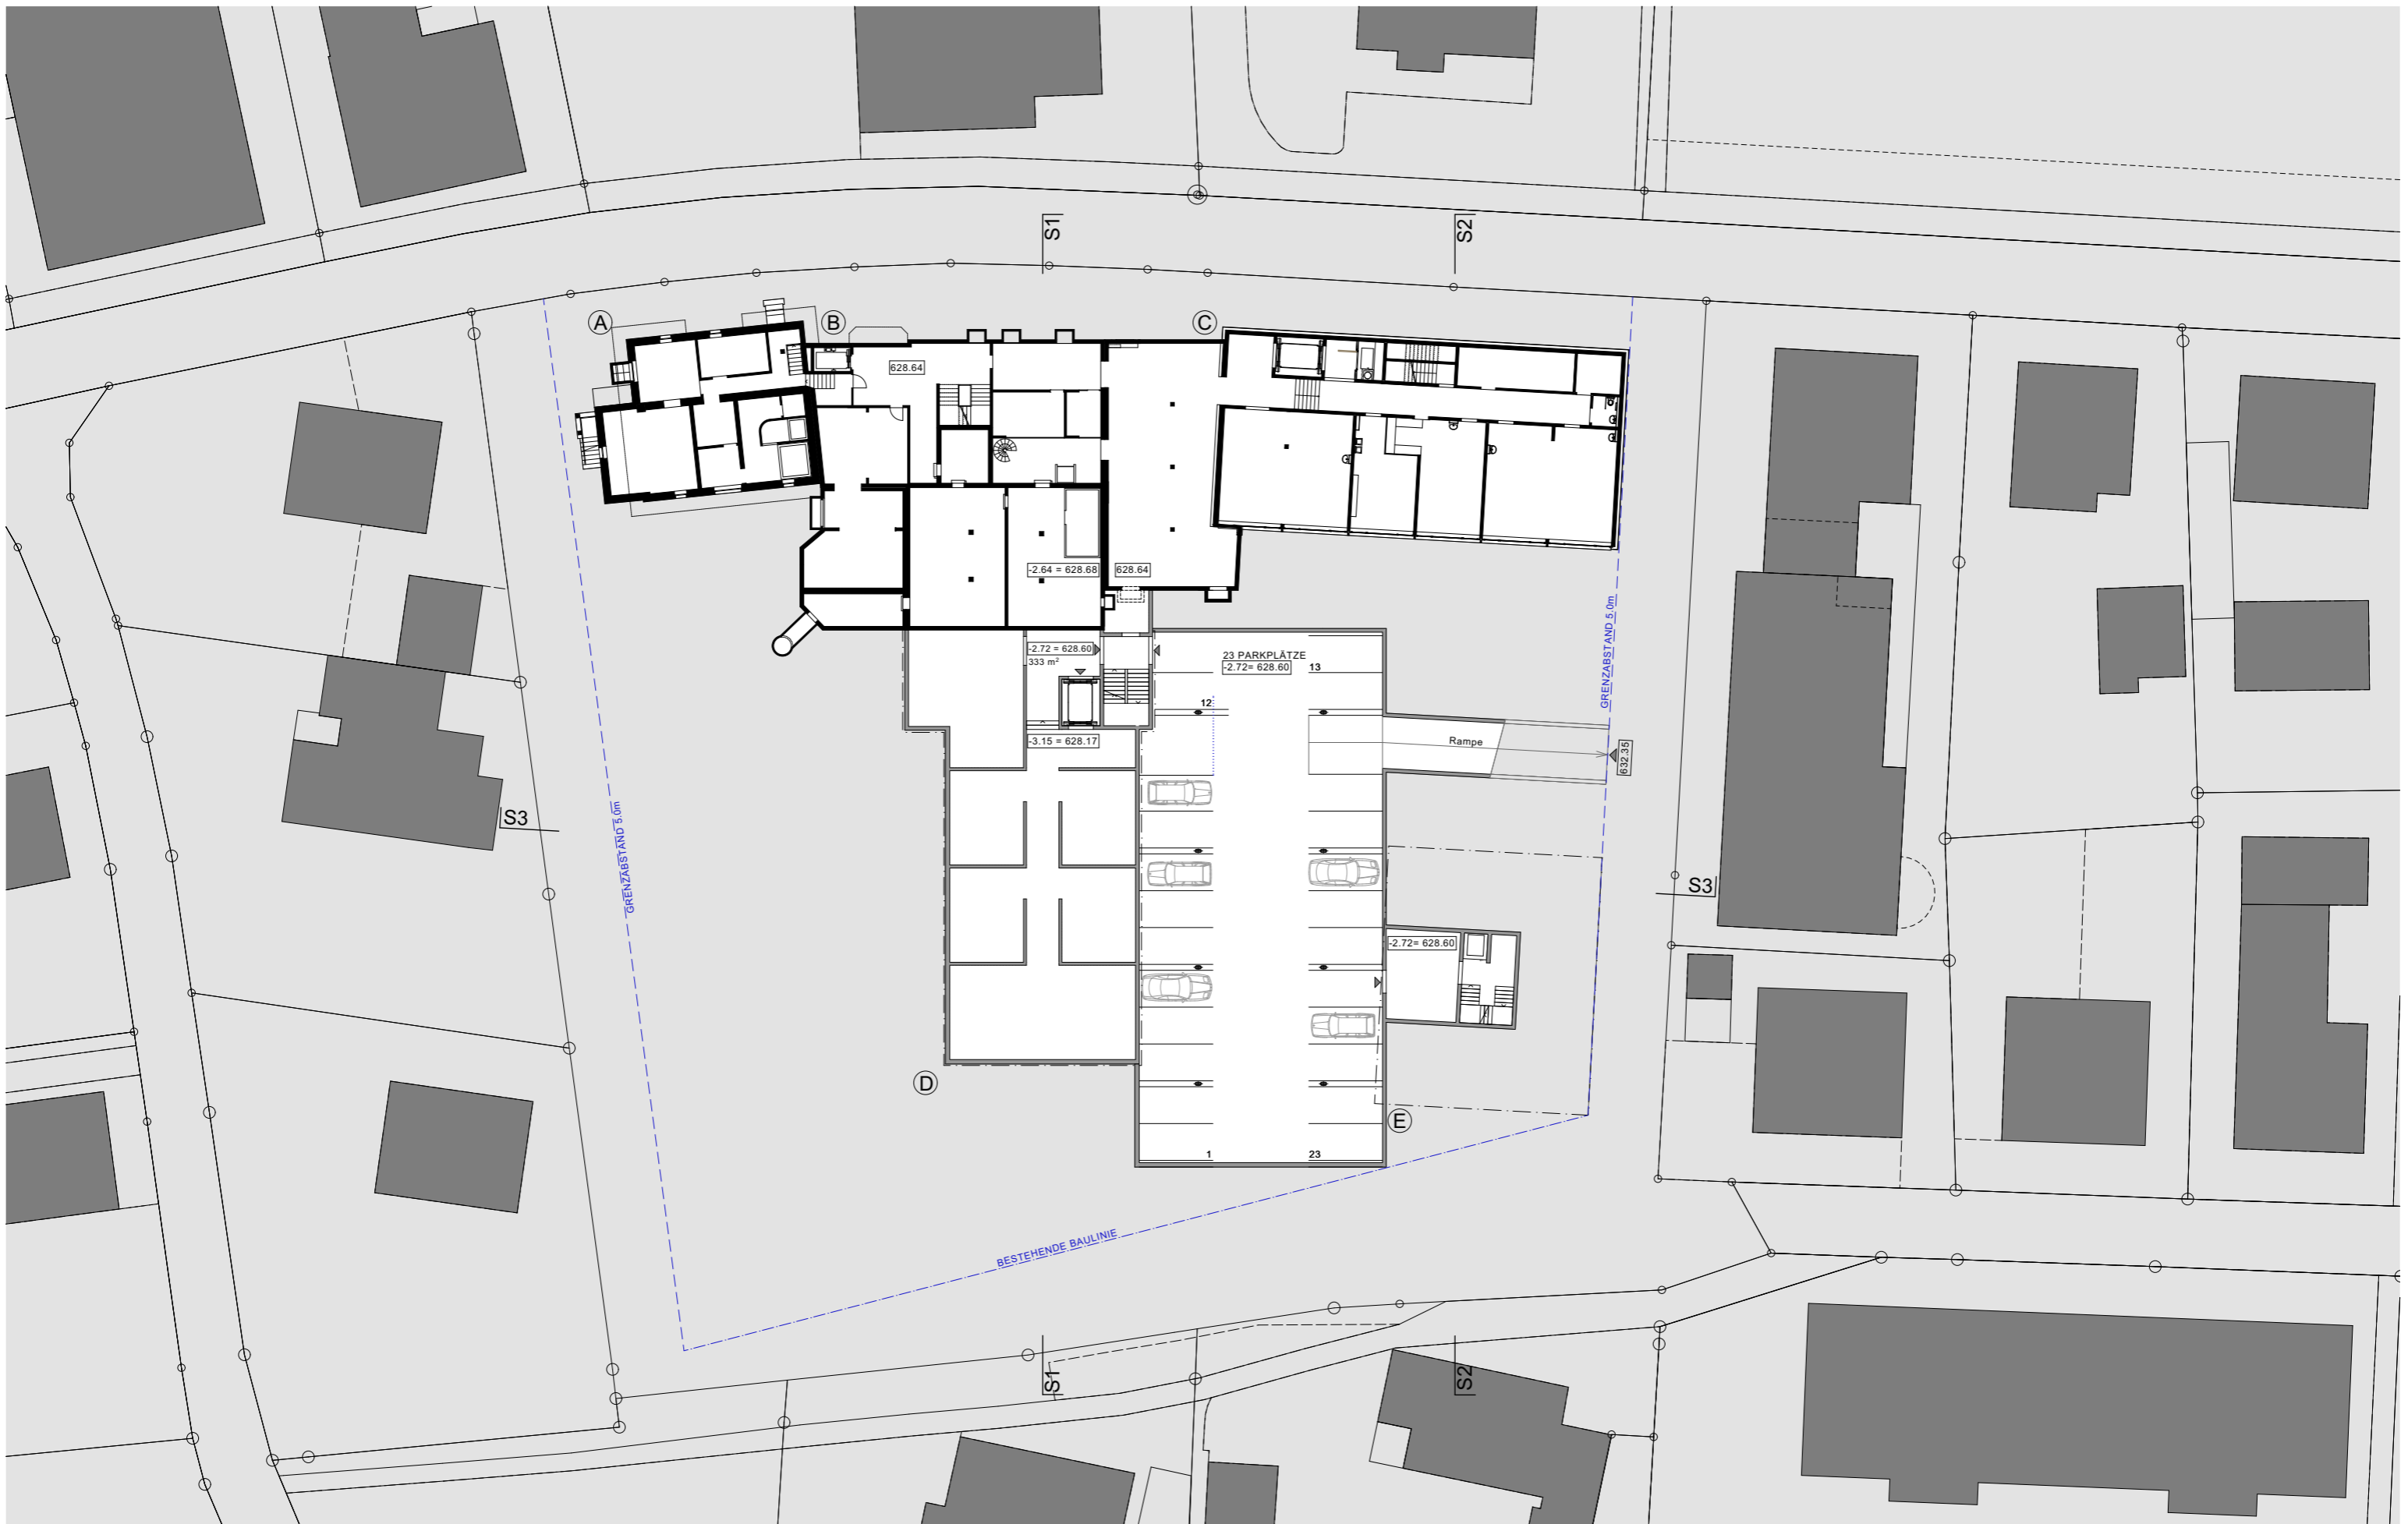 S1
S2
A
B
C
628.64
-2.64 = 628.68
628.64
GRENZABSTAND 5.0m
-2.72 = 628.60
333 m²
23 PARKPLÄTZE
-2.72= 628.60
13
12
-3.15 = 628.17
Rampe
632.35
S3
GRENZABSTAND 5.0m
S3
-2.72= 628.60
D
E
1
23
BESTEHENDE BAULINIE
S1
S2